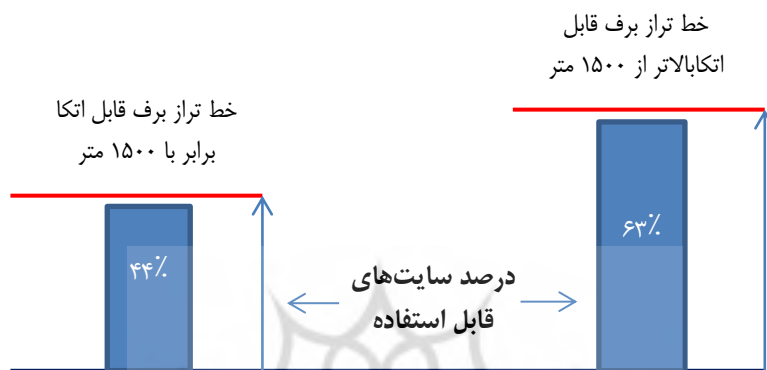 خط تراز برف قابل
اتکابالاتر از ۱۵۰۰ متر
خط تراز برف قابل اتکا
برابر با ۱۵۰۰ متر
۶۳٪
۴۴٪
درصد سایت‌های
قابل استفاده